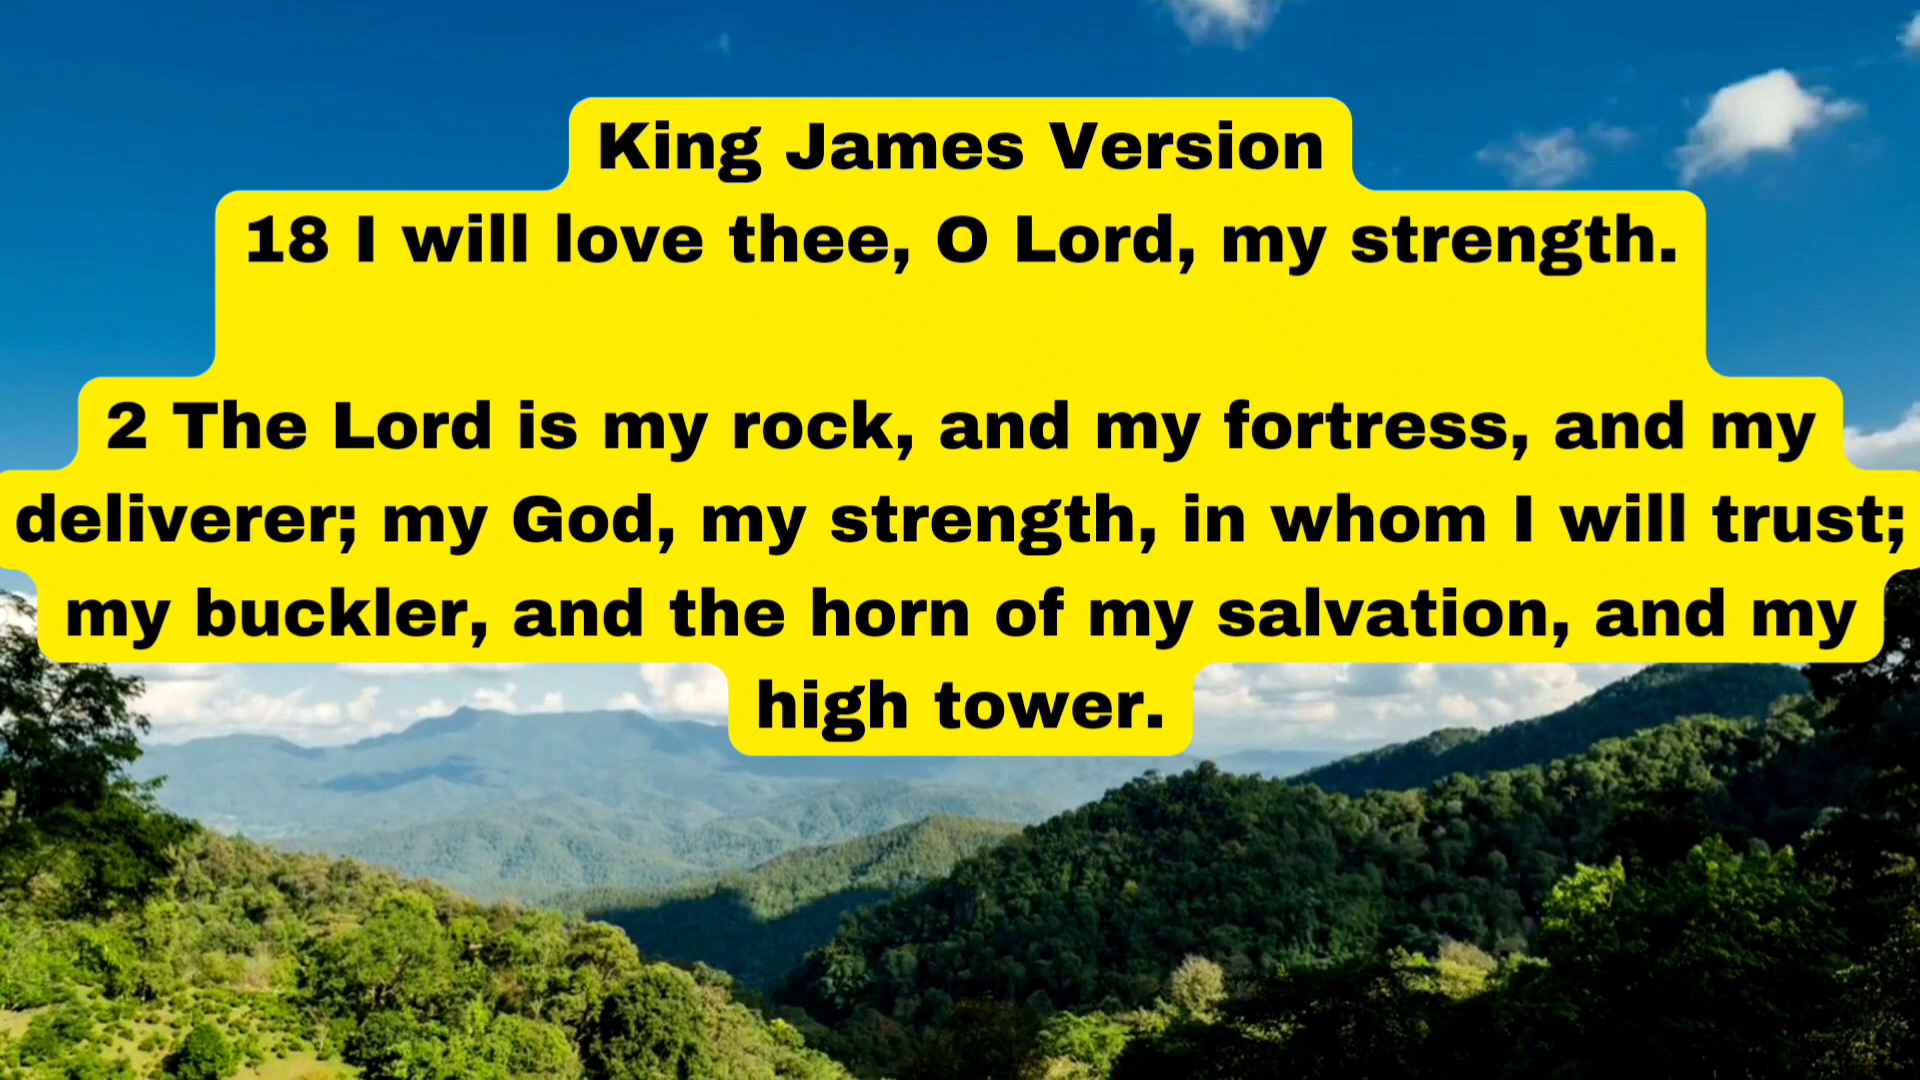 King James Version
18 I will love thee, O Lord, my strength.
2 The Lord is my rock, and my fortress, and my
deliverer; my God, my strength, in whom I will trust;
my buckler, and the horn of my salvation, and my
high tower.